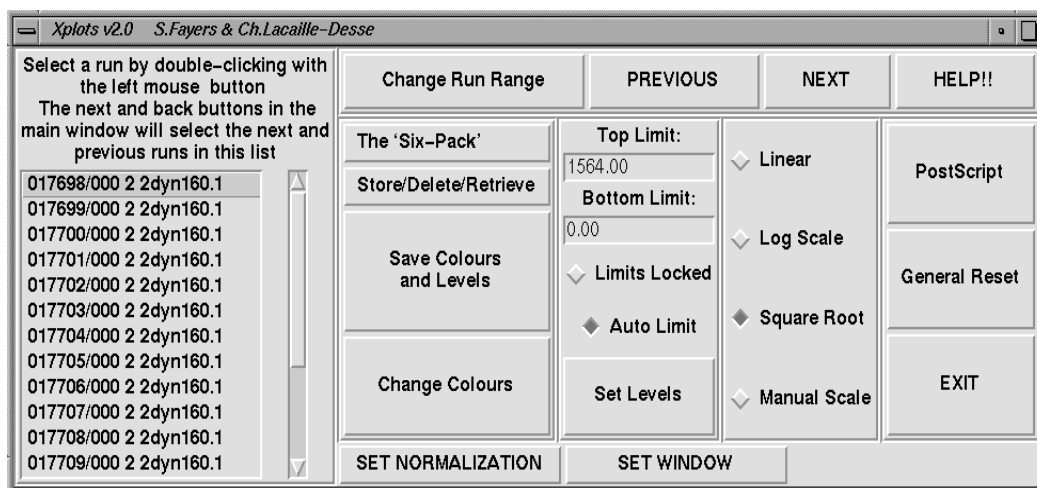 Xplots v2.0 S.Fayers & Ch.Lacaille-Desse
Select a run by double-clicking with
the left mouse button
The next and back buttons in the
main window will select the next and
previous runs in this list
017698/000 2 2dyn160.1
017699/000 2 2dyn160.1
017700/000 2 2dyn160.1
017701/000 2 2dyn160.1
017702/000 2 2dyn160.1
017703/000 2 2dyn160.1
017704/000 2 2dyn160.1
017705/000 2 2dyn160.1
017706/000 2 2dyn160.1
017707/000 2 2dyn160.1
017708/000 2 2dyn160.1
017709/000 2 2dyn160.1
Change Run Range
PREVIOUS
NEXT
HELP!!
The ‘Six-Pack’
Store/Delete/Retrieve
Save Colours
and Levels
Change Colours
Top Limit:
1564.00
Bottom Limit:
0.00
Limits Locked
Auto Limit
Set Levels
Linear
Log Scale
Square Root
Manual Scale
PostScript
General Reset
EXIT
SET NORMALIZATION
SET WINDOW